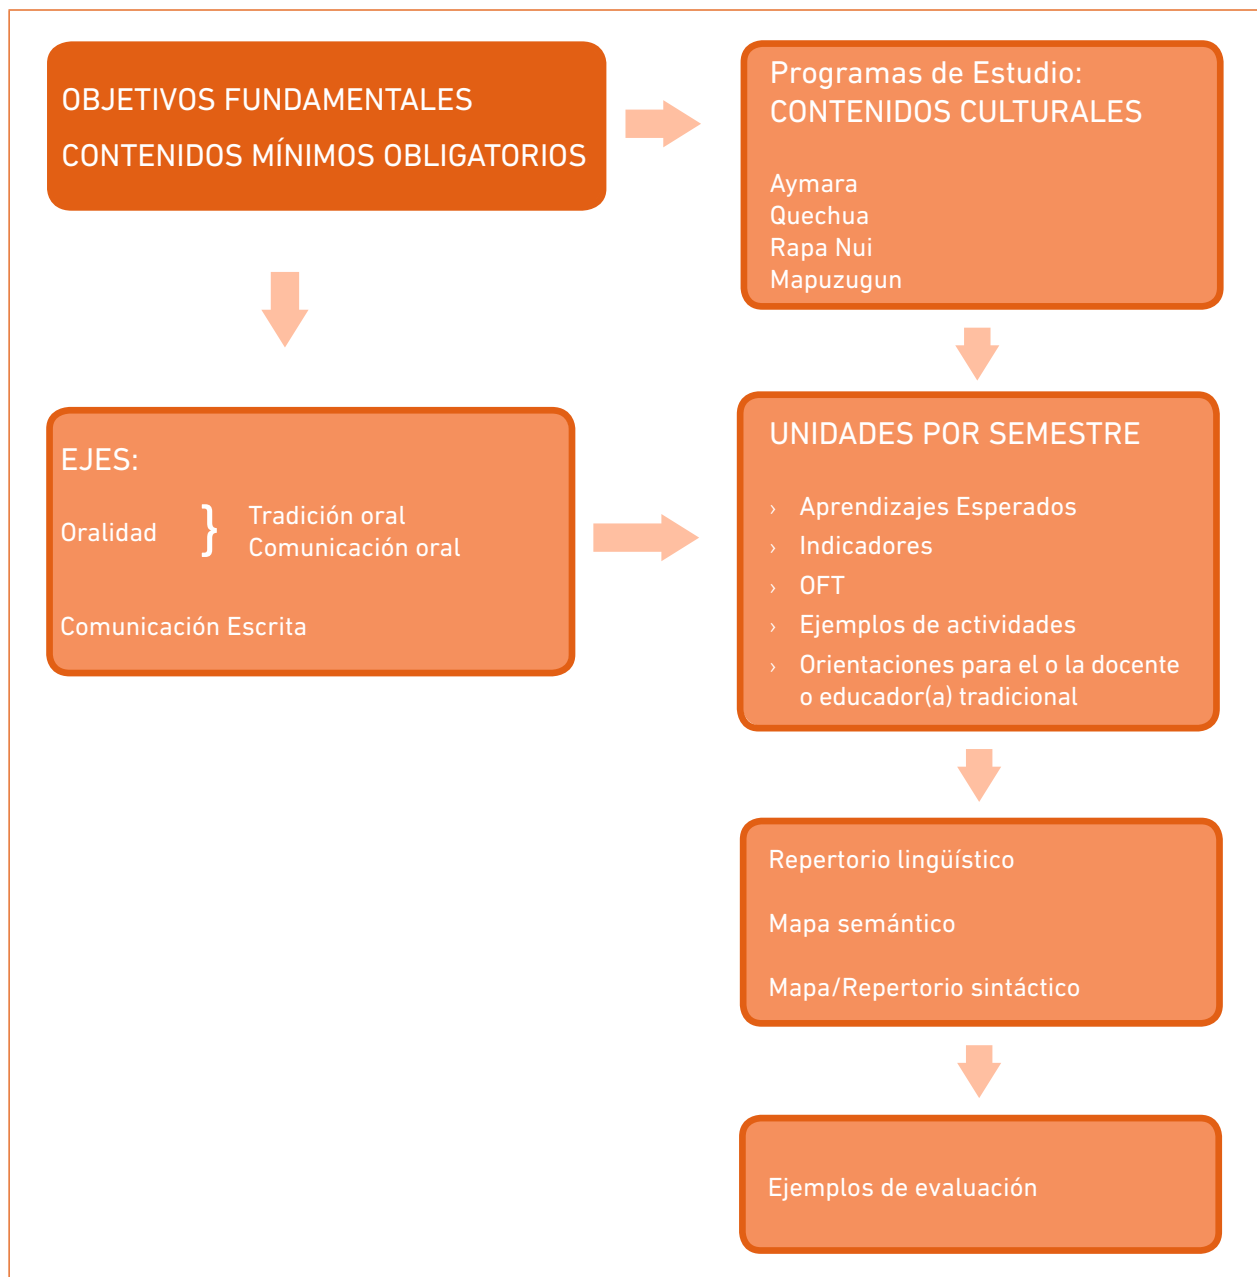 OBJETIVOS FUNDAMENTALES
CONTENIDOS MÍNIMOS OBLIGATORIOS
Programas de Estudio:
CONTENIDOS CULTURALES
Aymara
Quechua
Rapa Nui
Mapuzugun
EJES:
Oralidad } Tradición oral
Comunicación oral
Comunicación Escrita
UNIDADES POR SEMESTRE
› Aprendizajes Esperados
› Indicadores
› OFT
› Ejemplos de actividades
› Orientaciones para el o la docente
o educador(a) tradicional
Repertorio lingüístico
Mapa semántico
Mapa/Repertorio sintáctico
Ejemplos de evaluación